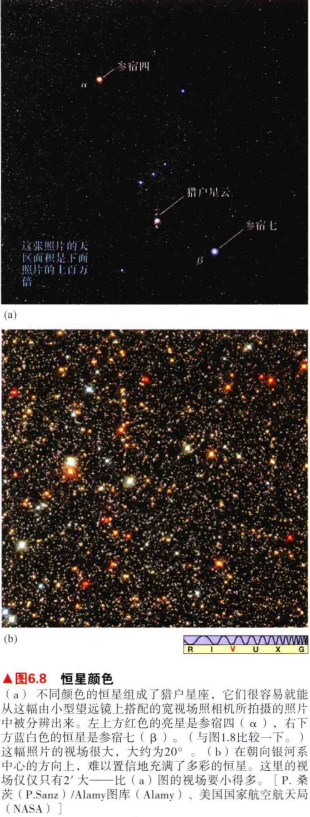 参宿四
α
猎户星云
参宿七
β
这张照片的天
区面积是下面
照片的上百万
倍
(a)
(b)
R I V U X G
▲图6.8 恒星颜色
（a）不同颜色的恒星组成了猎户星座，它们很容易就能
从这幅由小型望远镜上搭配的宽视场照相机所拍摄的照片
中被分辨出来。左上方红色的亮星是参宿四（α），右下
方蓝白色的恒星是参宿七（β）。（与图1.8比较一下。）
这幅照片的视场很大，大约为20°。（b）在朝向银河系
中心的方向上，难以置信地充满了多彩的恒星。这里的视
场仅仅只有2′大——比（a）图的视场要小得多。［P. 桑
茨（P.Sanz）/Alamy图库（Alamy）、美国国家航空航天局
（NASA）］